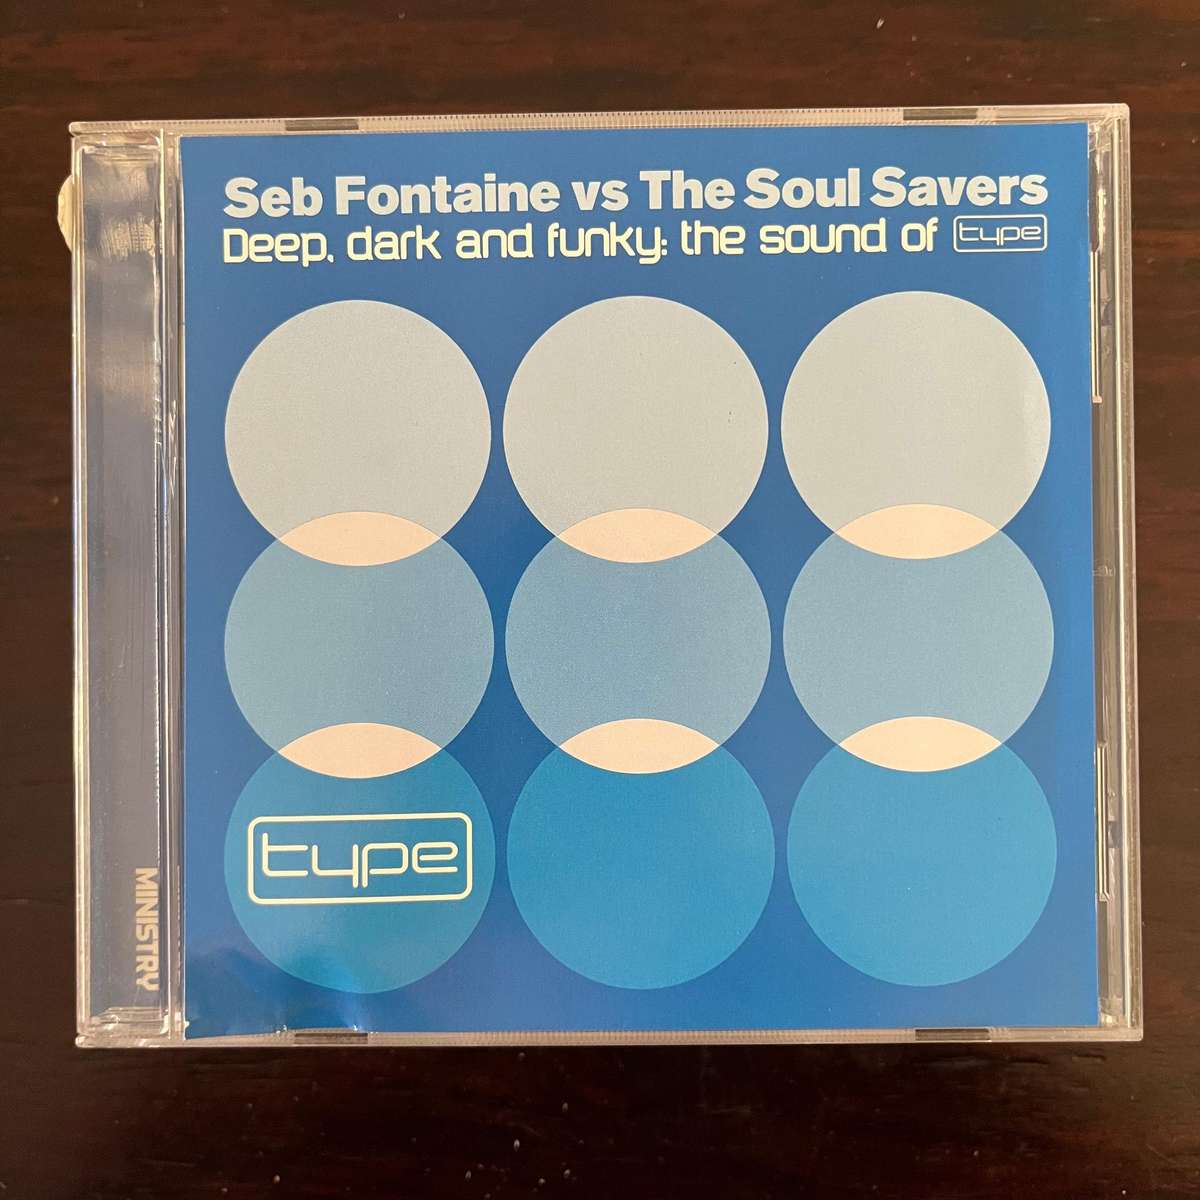 Seb Fontaine vs The Soul Savers
Deep, dark and funky: the sound of type
type
MINISTRY